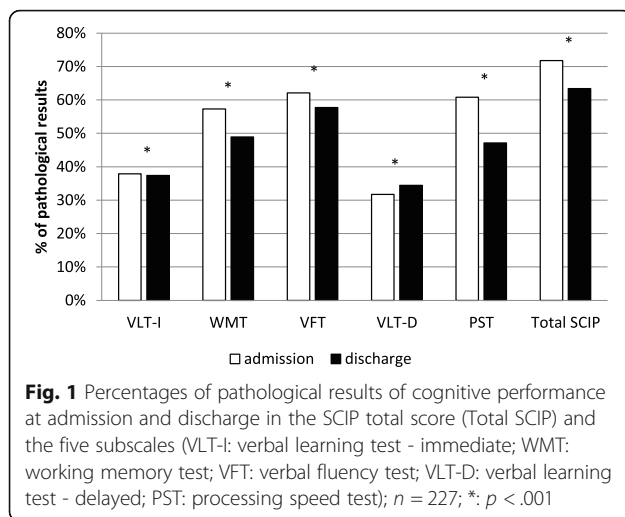 80%
70%
60%
50%
40%
30%
20%
10%
0%
% of pathological results
* * * * * *
VLT-I WMT VFT VLT-D PST Total SCIP
□ admission ■ discharge
Fig. 1 Percentages of pathological results of cognitive performance
at admission and discharge in the SCIP total score (Total SCIP) and
the five subscales (VLT-I: verbal learning test - immediate; WMT:
working memory test; VFT: verbal fluency test; VLT-D: verbal learning
test - delayed; PST: processing speed test); n = 227; *: p < .001